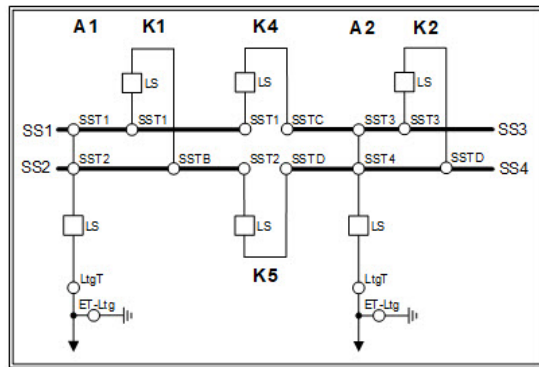 A1 K1 K4 A2 K2
LS LS LS
SS1 SST1 SST1 SST1 SSTC SST3 SST3 SS3
SS2 SST2 SSTB SST2 SSTD SST4 SSTD SS4
LS LS LS
K5
LtgT LtgT
ET-Ltg ET-Ltg